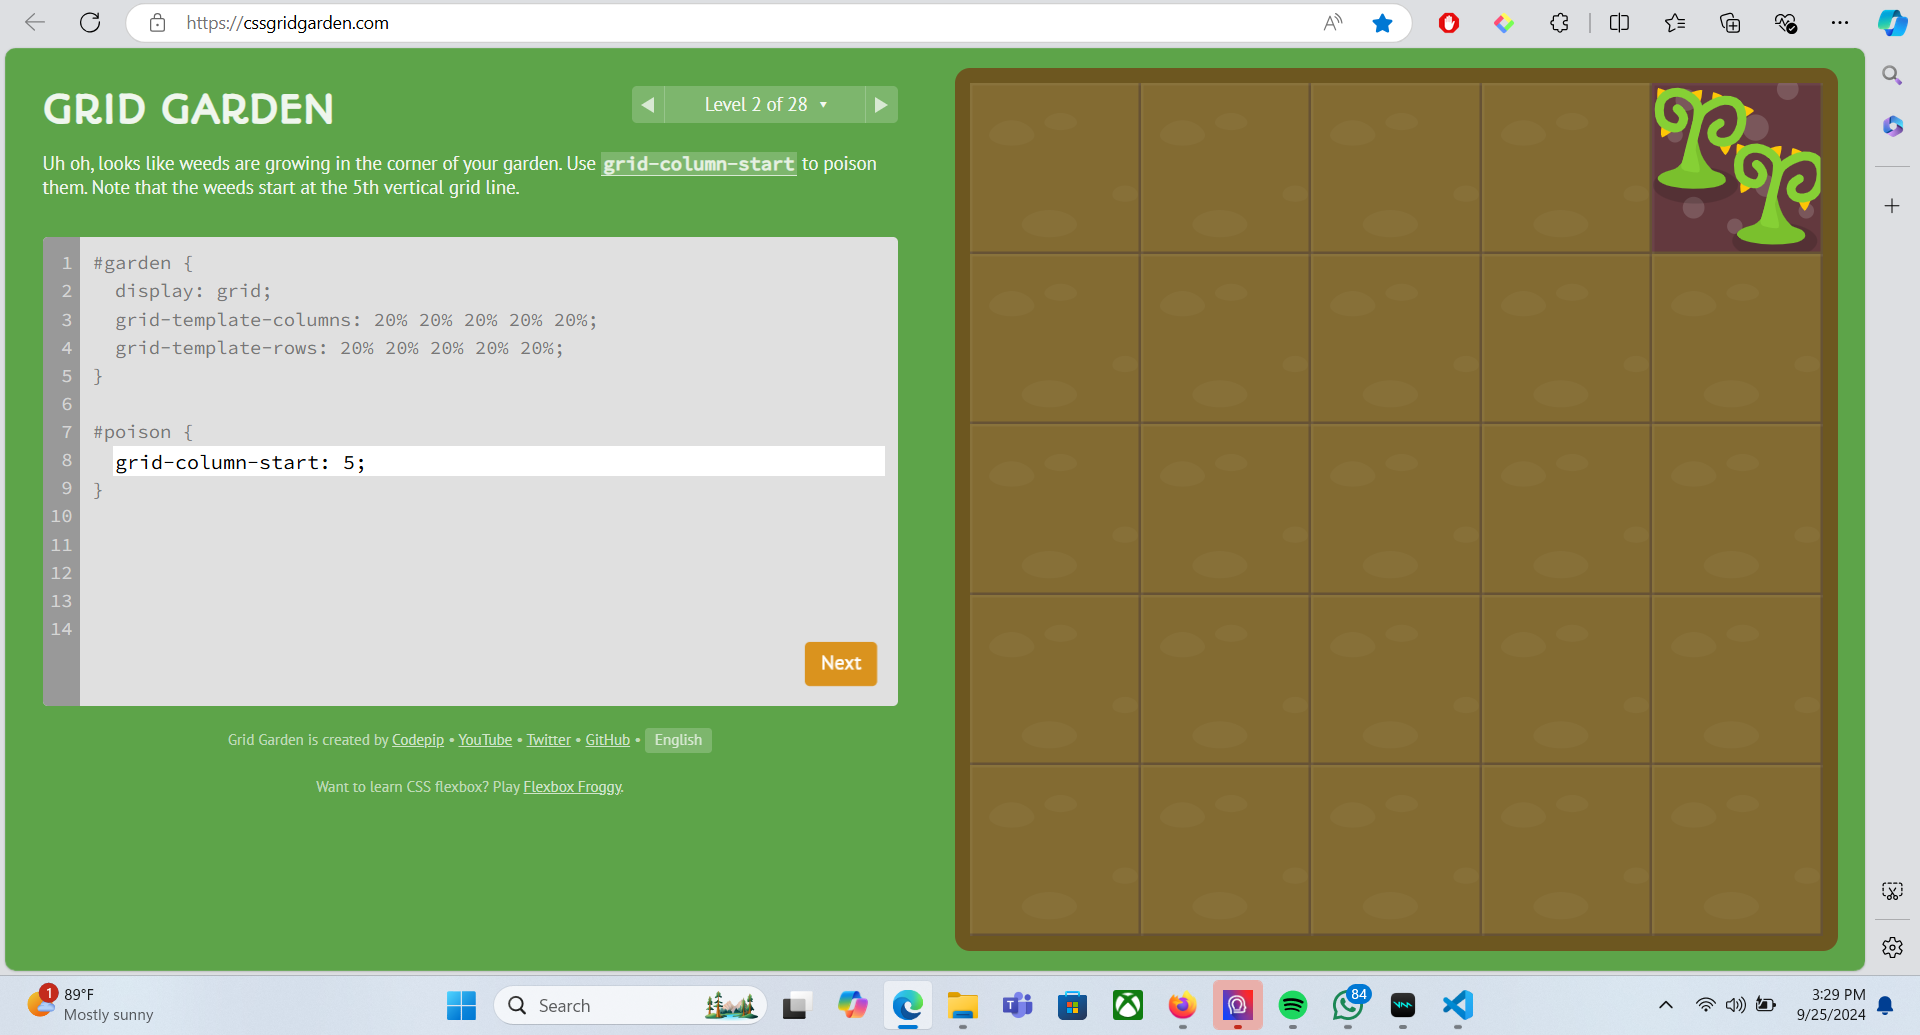 https://cssgridgarden.com
GRID GARDEN
Level 2 of 28
Uh oh, looks like weeds are growing in the corner of your garden. Use grid-column-start to poison
them. Note that the weeds start at the 5th vertical grid line.
1 #garden {
2 display: grid;
3 grid-template-columns: 20% 20% 20% 20% 20%;
4 grid-template-rows: 20% 20% 20% 20% 20%;
5 }
6
7 #poison {
8 grid-column-start: 5;
9 }
10
11
12
13
14
Next
Grid Garden is created by Codepip • YouTube • Twitter • GitHub • English
Want to learn CSS flexbox? Play Flexbox Froggy.
1
89°F
Mostly sunny
Search
84
3:29 PM
9/25/2024